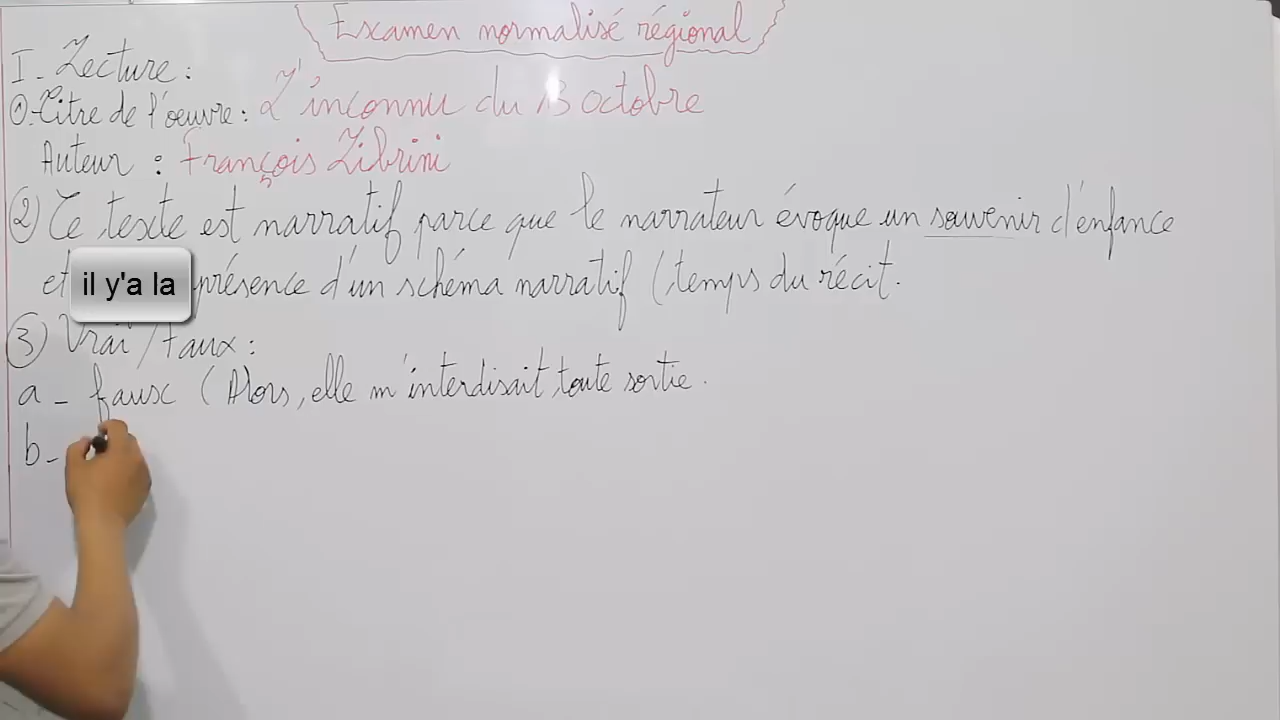 Examen normalisé régional
I - Lecture :
① - Titre de l'oeuvre : L'inconnu du 13 octobre
Auteur : François Librini
② Ce texte est narratif parce que le narrateur évoque un souvenir d'enfance
et il y'a la présence d'un schéma narratif (temps du récit.
③ Vrai / Faux :
a - faux (Alors, elle m'interdisait toute sortie.
b -